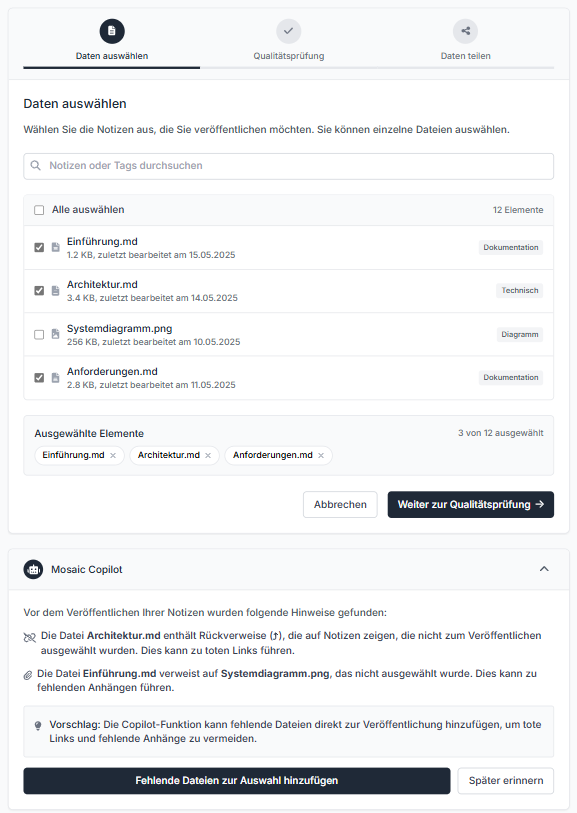 Daten auswählen
Qualitätsprüfung
Daten teilen
Daten auswählen
Wählen Sie die Notizen aus, die Sie veröffentlichen möchten. Sie können einzelne Dateien auswählen.
Notizen oder Tags durchsuchen
Alle auswählen
12 Elemente
Einführung.md
1.2 KB, zuletzt bearbeitet am 15.05.2025
Dokumentation
Architektur.md
3.4 KB, zuletzt bearbeitet am 14.05.2025
Technisch
Systemdiagramm.png
256 KB, zuletzt bearbeitet am 10.05.2025
Diagramm
Anforderungen.md
2.8 KB, zuletzt bearbeitet am 11.05.2025
Dokumentation
Ausgewählte Elemente
3 von 12 ausgewählt
Einführung.md ×
Architektur.md ×
Anforderungen.md ×
Abbrechen
Weiter zur Qualitätsprüfung →
Mosaic Copilot
Vor dem Veröffentlichen Ihrer Notizen wurden folgende Hinweise gefunden:
Die Datei Architektur.md enthält Rückverweise (⤴), die auf Notizen zeigen, die nicht zum Veröffentlichen
ausgewählt wurden. Dies kann zu toten Links führen.
Die Datei Einführung.md verweist auf Systemdiagramm.png, das nicht ausgewählt wurde. Dies kann zu
fehlenden Anhängen führen.
Vorschlag: Die Copilot-Funktion kann fehlende Dateien direkt zur Veröffentlichung hinzufügen, um tote
Links und fehlende Anhänge zu vermeiden.
Fehlende Dateien zur Auswahl hinzufügen
Später erinnern